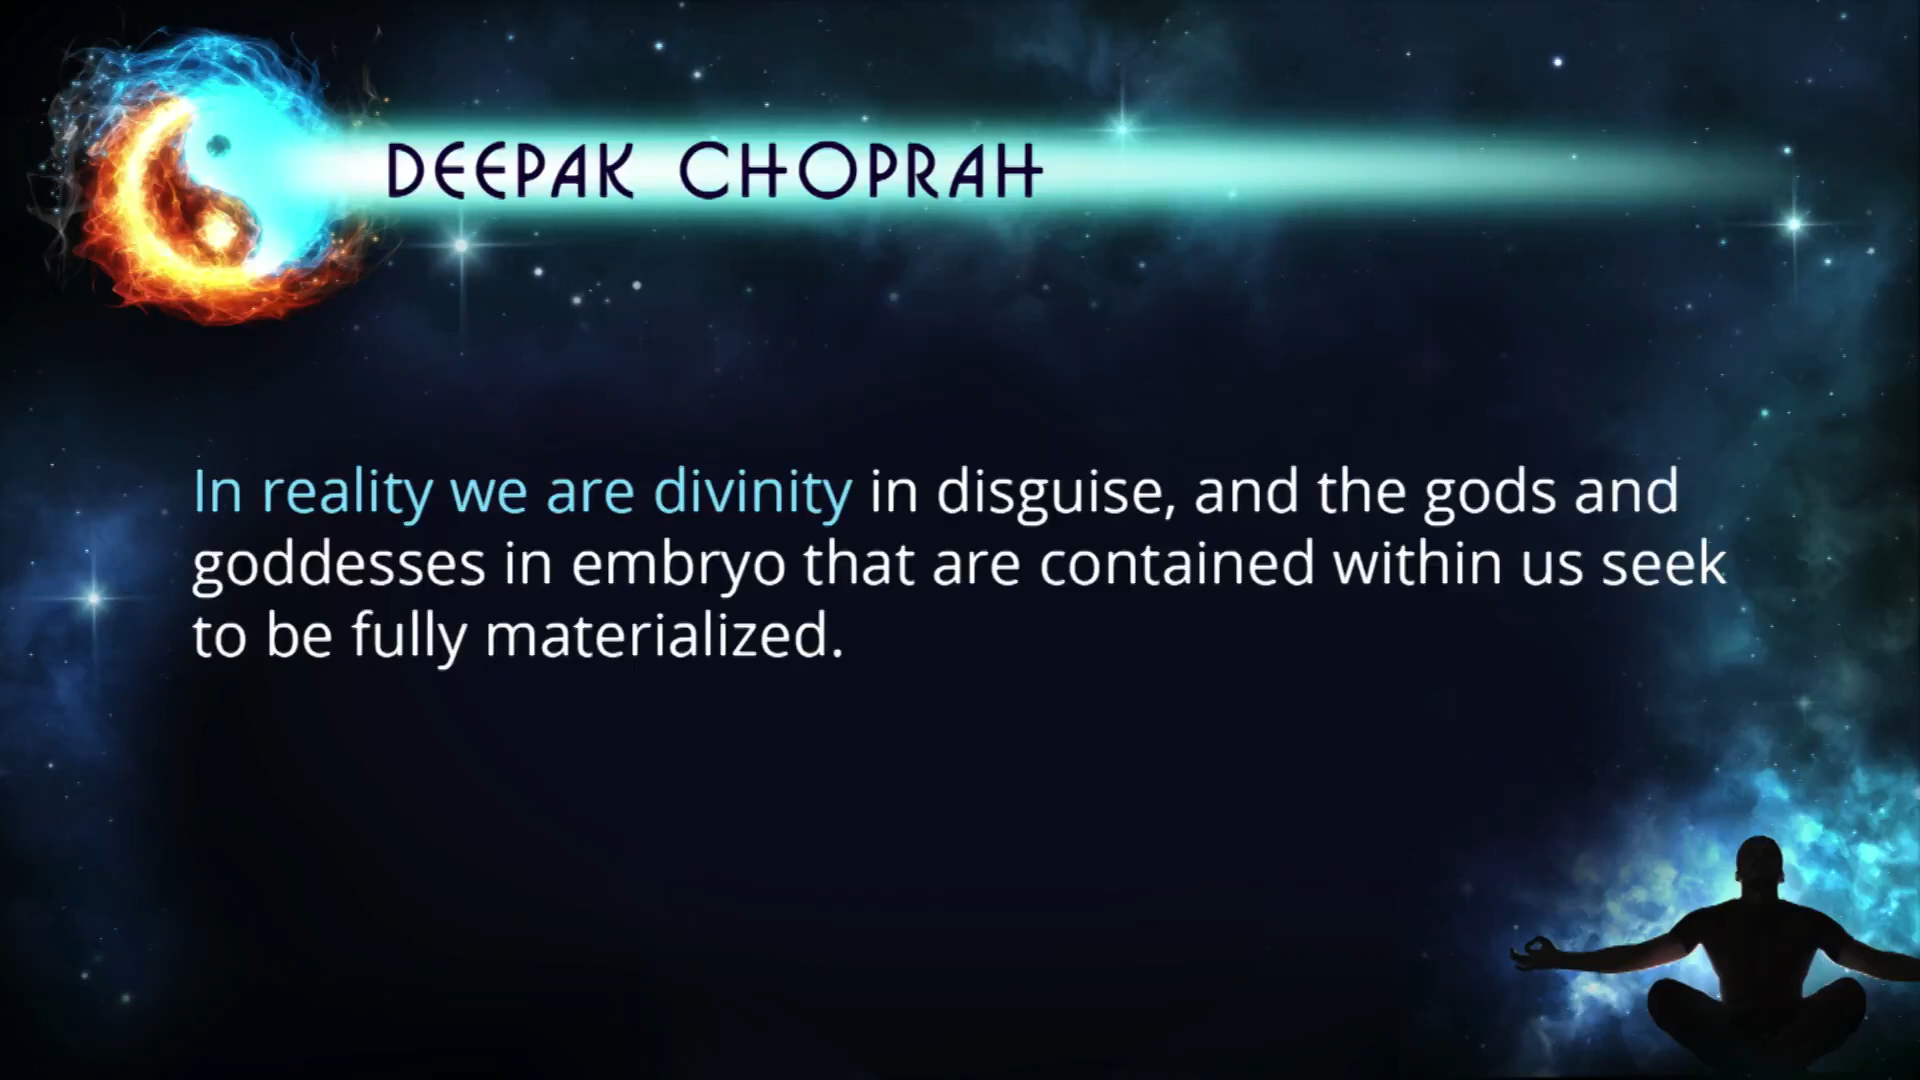 DEEPAK CHOPRAH
In reality we are divinity in disguise, and the gods and
goddesses in embryo that are contained within us seek
to be fully materialized.